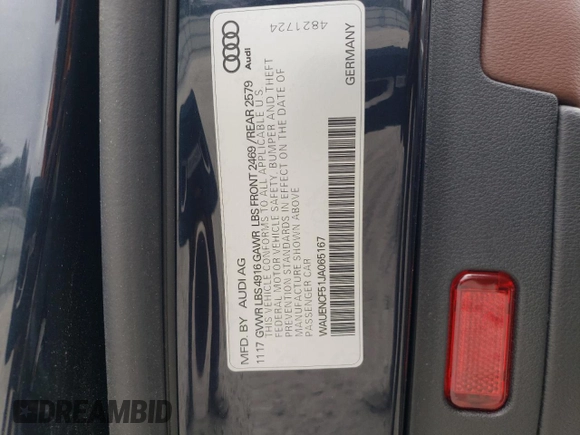 MFD. BY AUDI AG
11 17 GVWR LBS 4916 GAWR LBS FRONT 2469 / REAR 2579
THIS VEHICLE CONFORMS TO ALL APPLICABLE U.S.
FEDERAL MOTOR VEHICLE SAFETY, BUMPER AND THEFT
PREVENTION STANDARDS IN EFFECT ON THE DATE OF
MANUFACTURE SHOWN ABOVE
PASSENGER CAR
WAUENCF51JA065167
Audi
4821724
GERMANY
DREAMBID